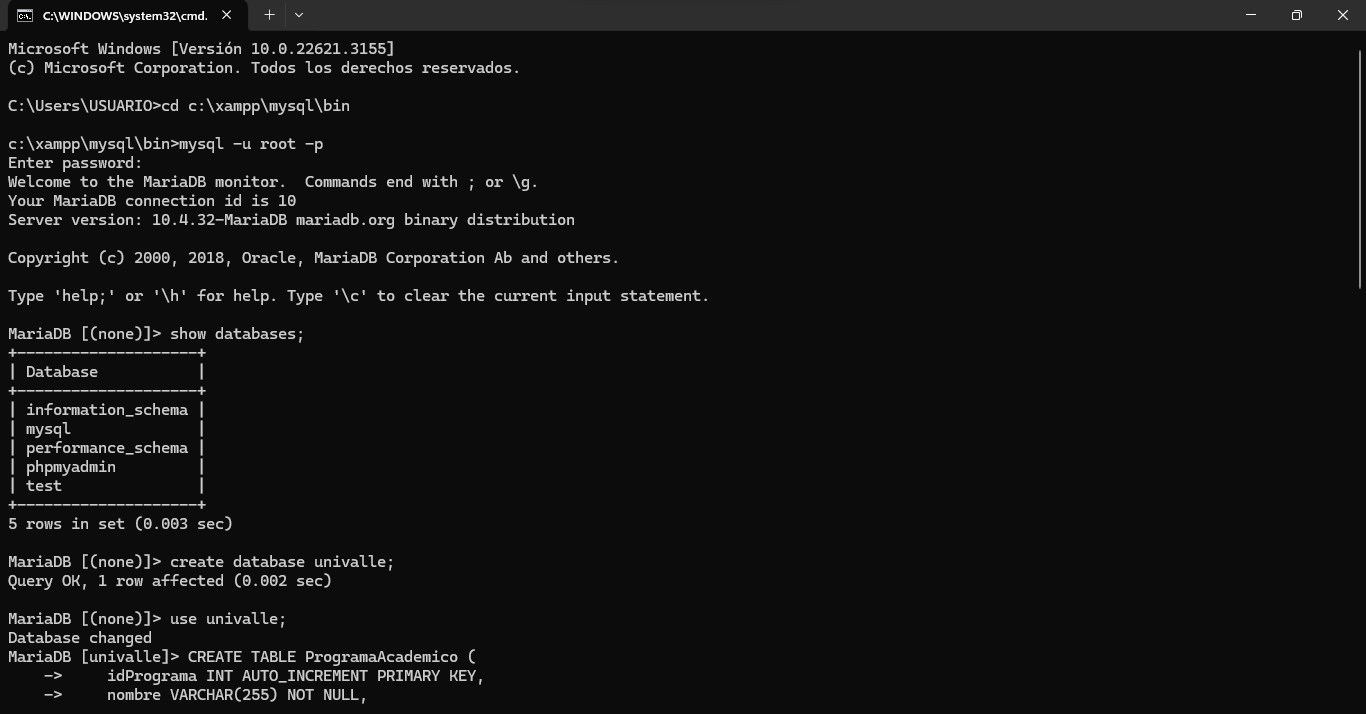 C:\WINDOWS\system32\cmd.
Microsoft Windows [Versión 10.0.22621.3155]
(c) Microsoft Corporation. Todos los derechos reservados.
C:\Users\USUARIO>cd c:\xampp\mysql\bin
c:\xampp\mysql\bin>mysql -u root -p
Enter password:
Welcome to the MariaDB monitor.  Commands end with ; or \g.
Your MariaDB connection id is 10
Server version: 10.4.32-MariaDB mariadb.org binary distribution
Copyright (c) 2000, 2018, Oracle, MariaDB Corporation Ab and others.
Type 'help;' or '\h' for help. Type '\c' to clear the current input statement.
MariaDB [(none)]> show databases;
+--------------------+
| Database           |
+--------------------+
| information_schema |
| mysql              |
| performance_schema |
| phpmyadmin         |
| test               |
+--------------------+
5 rows in set (0.003 sec)
MariaDB [(none)]> create database univalle;
Query OK, 1 row affected (0.002 sec)
MariaDB [(none)]> use univalle;
Database changed
MariaDB [univalle]> CREATE TABLE ProgramaAcademico (
    ->     idPrograma INT AUTO_INCREMENT PRIMARY KEY,
    ->     nombre VARCHAR(255) NOT NULL,